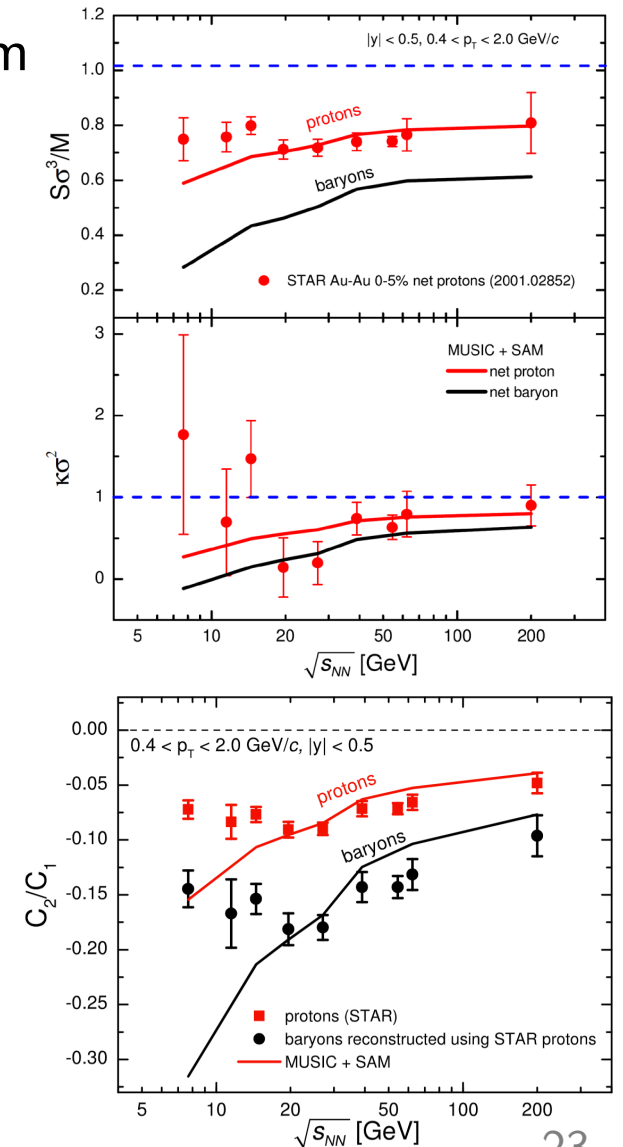 m
1.2
|y| < 0.5, 0.4 < p_T < 2.0 GeV/c
1.0
protons
0.8
Sσ³/M
0.6
baryons
0.4
STAR Au-Au 0-5% net protons (2001.02852)
0.2
3
MUSIC + SAM
net proton
2
net baryon
κσ²
1
0
5 10 20 50 100 200
√s_NN [GeV]
0.00
0.4 < p_T < 2.0 GeV/c, |y| < 0.5
-0.05
protons
-0.10
baryons
-0.15
C₂/C₁
-0.20
-0.25
protons (STAR)
baryons reconstructed using STAR protons
-0.30
MUSIC + SAM
5 10 20 50 100 200
√s_NN [GeV]
23